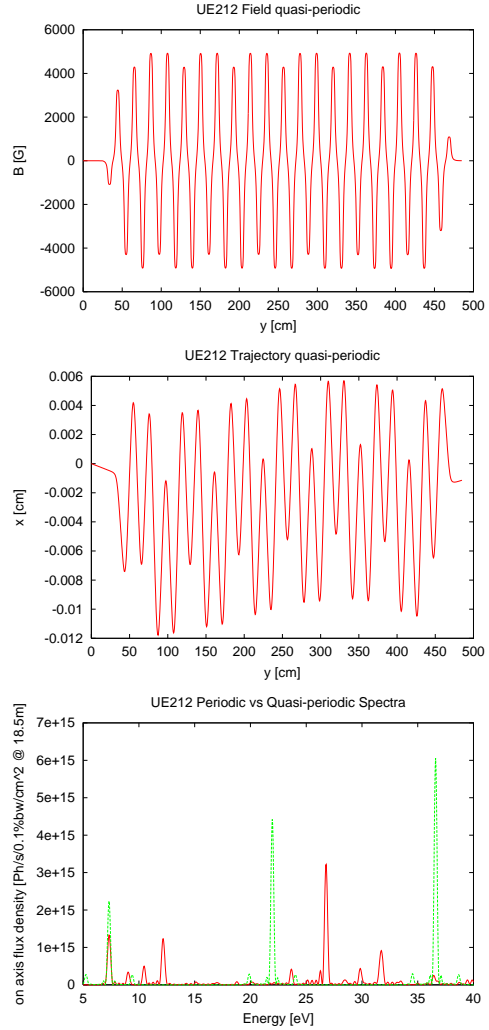 UE212 Field quasi-periodic
6000
4000
2000
0
-2000
-4000
-6000
B [G]
0 50 100 150 200 250 300 350 400 450 500
y [cm]
UE212 Trajectory quasi-periodic
0.006
0.004
0.002
0
-0.002
-0.004
-0.006
-0.008
-0.01
-0.012
x [cm]
0 50 100 150 200 250 300 350 400 450 500
y [cm]
UE212 Periodic vs Quasi-periodic Spectra
7e+15
6e+15
5e+15
4e+15
3e+15
2e+15
1e+15
0
on axis flux density [Ph/s/0.1%bw/cm^2 @ 18.5m]
5 10 15 20 25 30 35 40
Energy [eV]